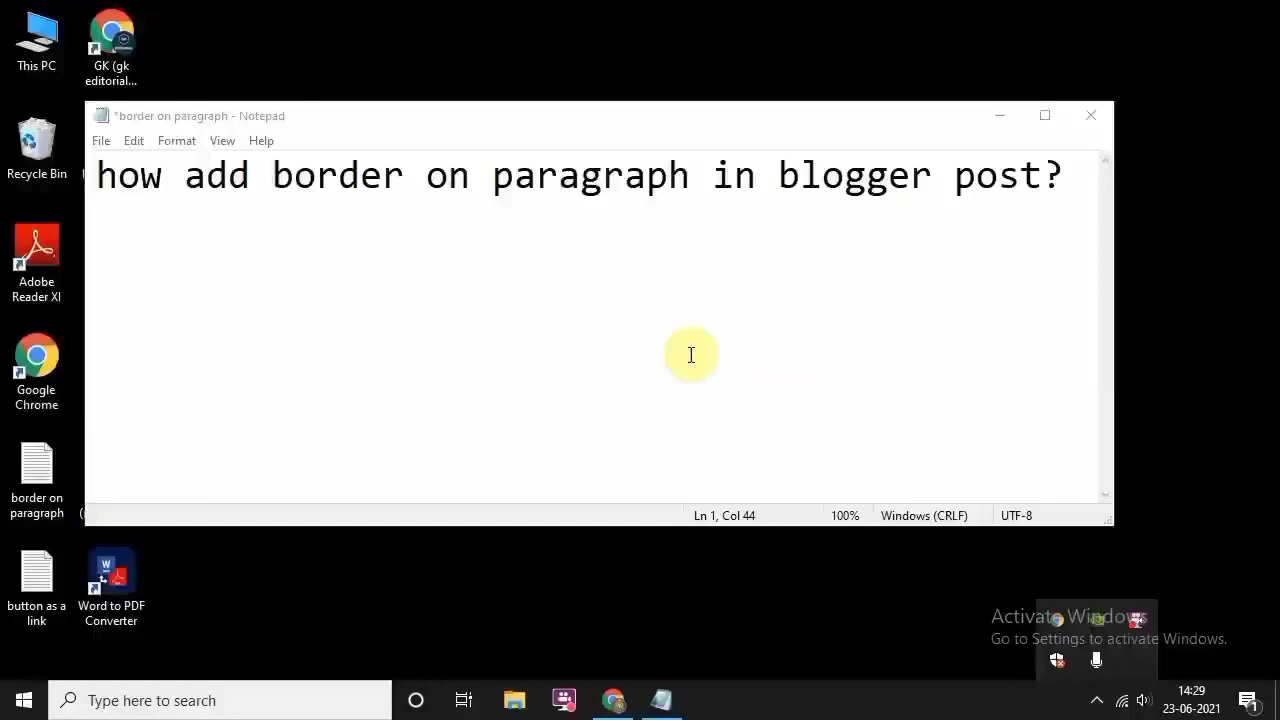 This PC
GK (gk
editorial...
*border on paragraph - Notepad
File Edit Format View Help
how add border on paragraph in blogger post?
Recycle Bin
Adobe
Reader XI
Google
Chrome
border on
paragraph
Ln 1, Col 44 100% Windows (CRLF) UTF-8
button as a
link
Word to PDF
Converter
Activate Windows
Go to Settings to activate Windows.
Type here to search
14:29
23-06-2021
1